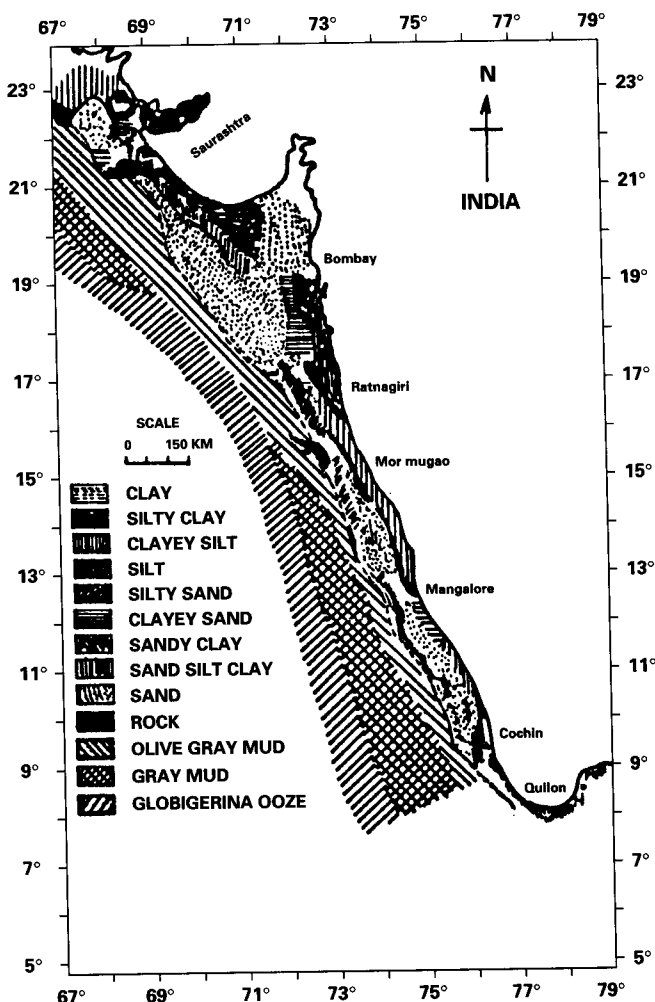 67° 69° 71° 73° 75° 77° 79°
23° 23°
N
Saurashtra
21° 21°
INDIA
Bombay
19° 19°
17° 17°
Ratnagiri
SCALE
0 150 KM
15° 15°
Mor mugao
CLAY
SILTY CLAY
CLAYEY SILT
13° 13°
SILT
Mangalore
SILTY SAND
CLAYEY SAND
SANDY CLAY
11° 11°
SAND SILT CLAY
SAND
ROCK
Cochin
OLIVE GRAY MUD
9° 9°
GRAY MUD
Quilon
GLOBIGERINA OOZE
7° 7°
5° 5°
67° 69° 71° 73° 75° 77° 79°